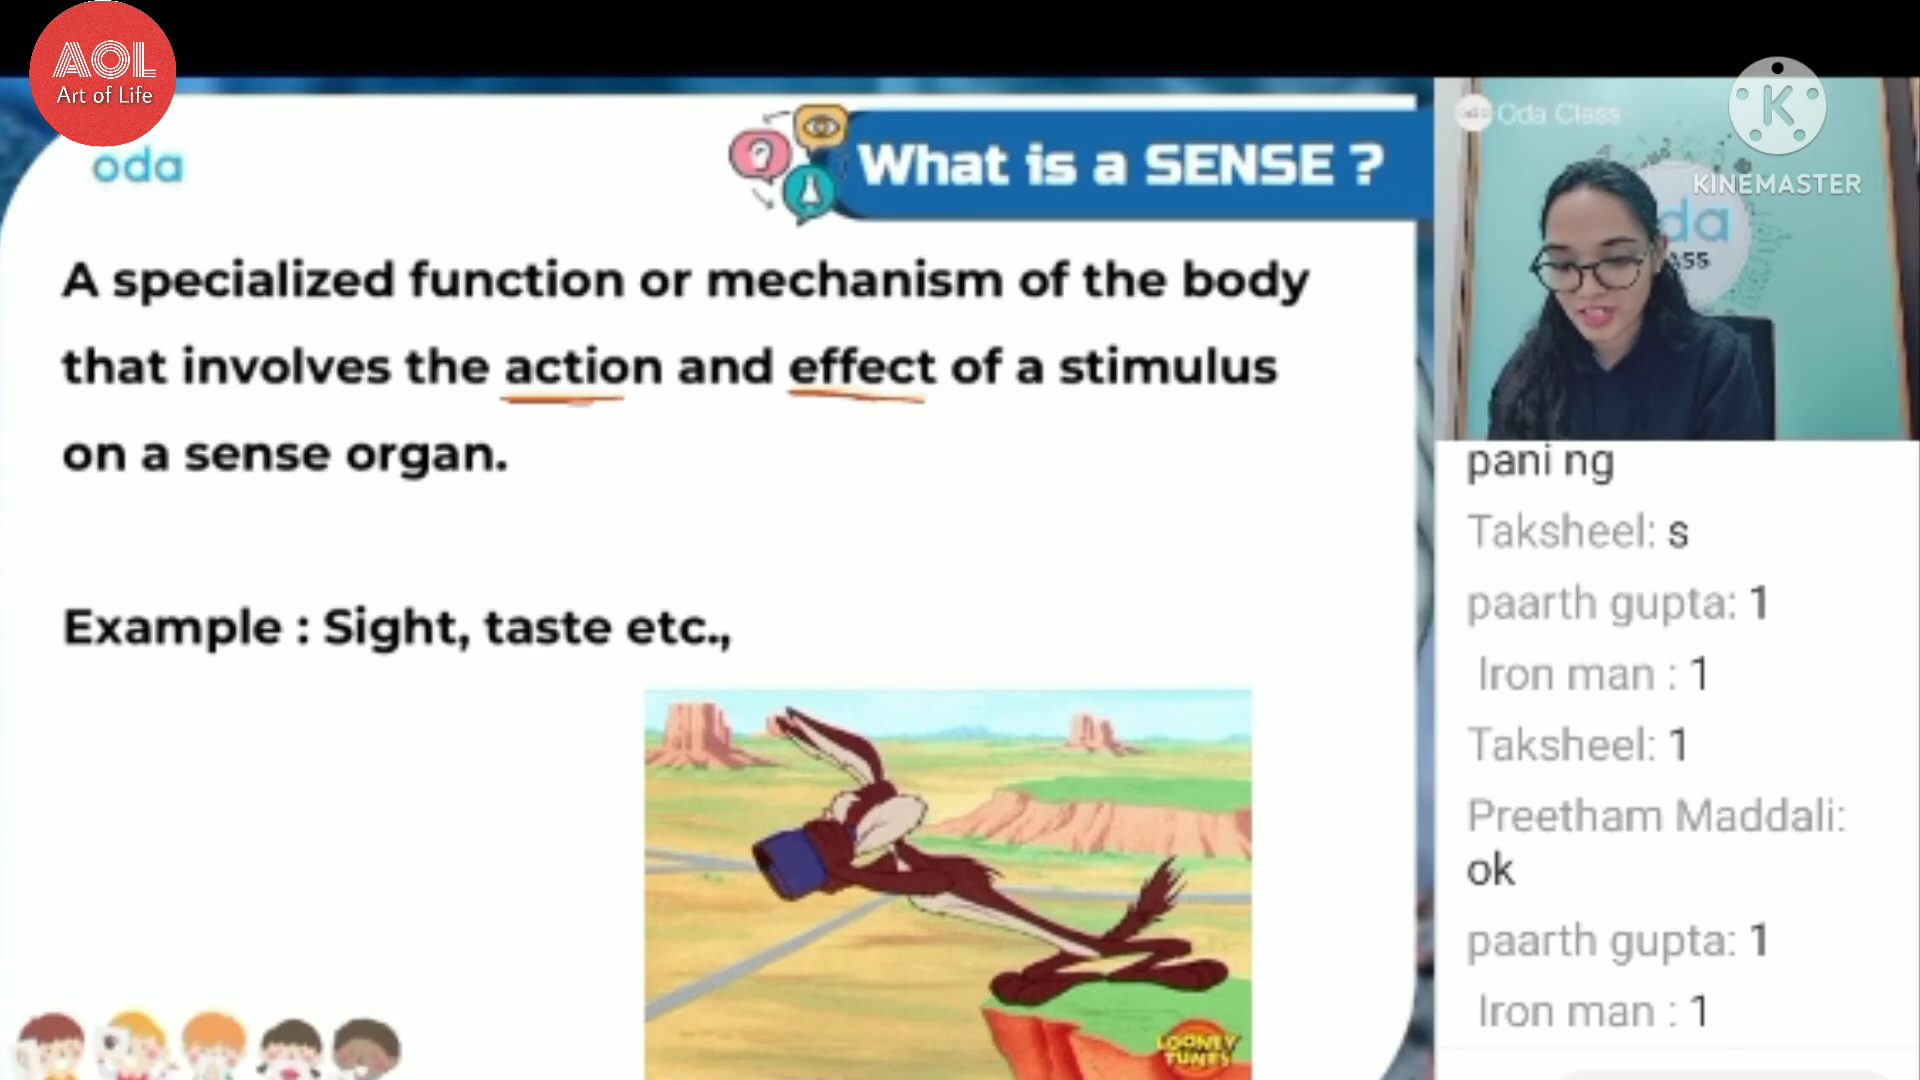 AOL
Art of Life
oda
What is a SENSE ?
A specialized function or mechanism of the body
that involves the action and effect of a stimulus
on a sense organ.
Example : Sight, taste etc.,
LOONEY
TUNES
Oda Class
K
KINEMASTER
da
ASS
pani ng
Taksheel: s
paarth gupta: 1
Iron man : 1
Taksheel: 1
Preetham Maddali:
ok
paarth gupta: 1
Iron man : 1